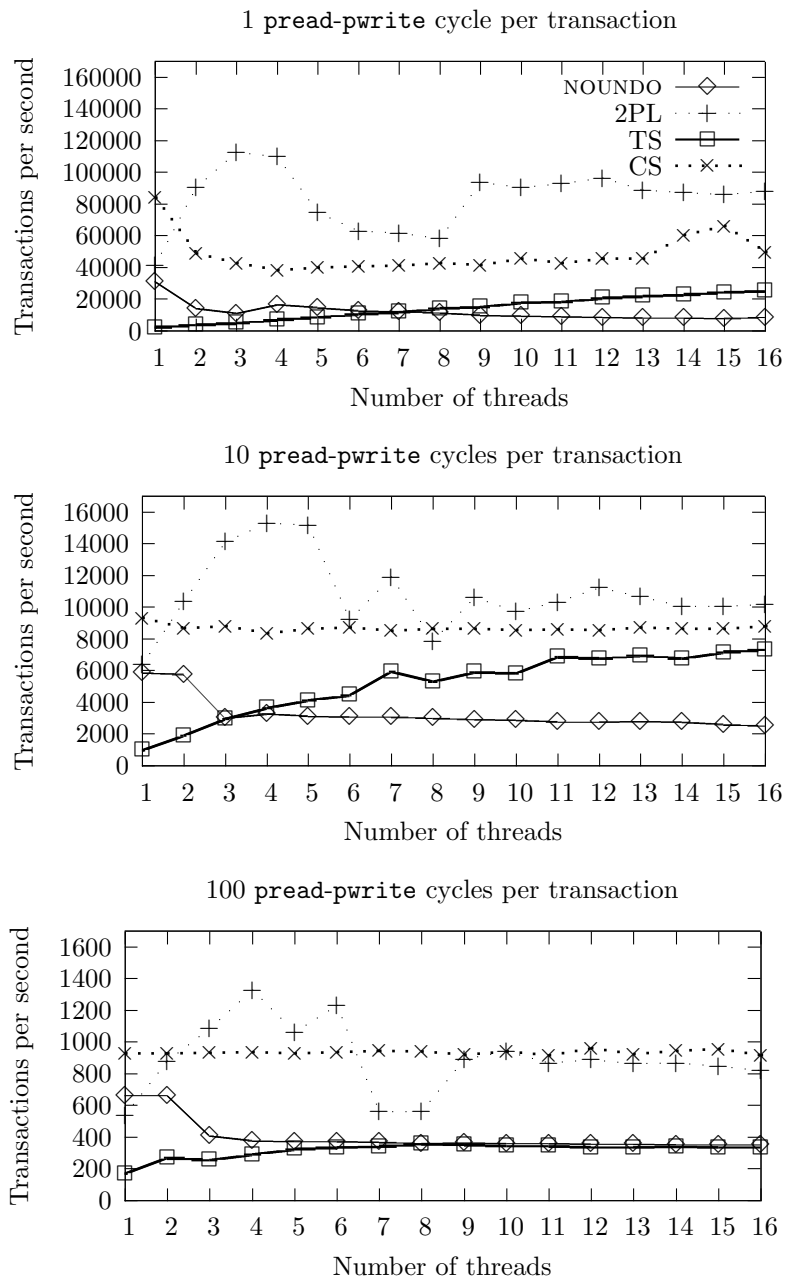 1 pread-pwrite cycle per transaction
Transactions per second
160000
140000
120000
100000
80000
60000
40000
20000
0
NOUNDO
2PL
TS
CS
1 2 3 4 5 6 7 8 9 10 11 12 13 14 15 16
Number of threads
10 pread-pwrite cycles per transaction
Transactions per second
16000
14000
12000
10000
8000
6000
4000
2000
0
1 2 3 4 5 6 7 8 9 10 11 12 13 14 15 16
Number of threads
100 pread-pwrite cycles per transaction
Transactions per second
1600
1400
1200
1000
800
600
400
200
0
1 2 3 4 5 6 7 8 9 10 11 12 13 14 15 16
Number of threads